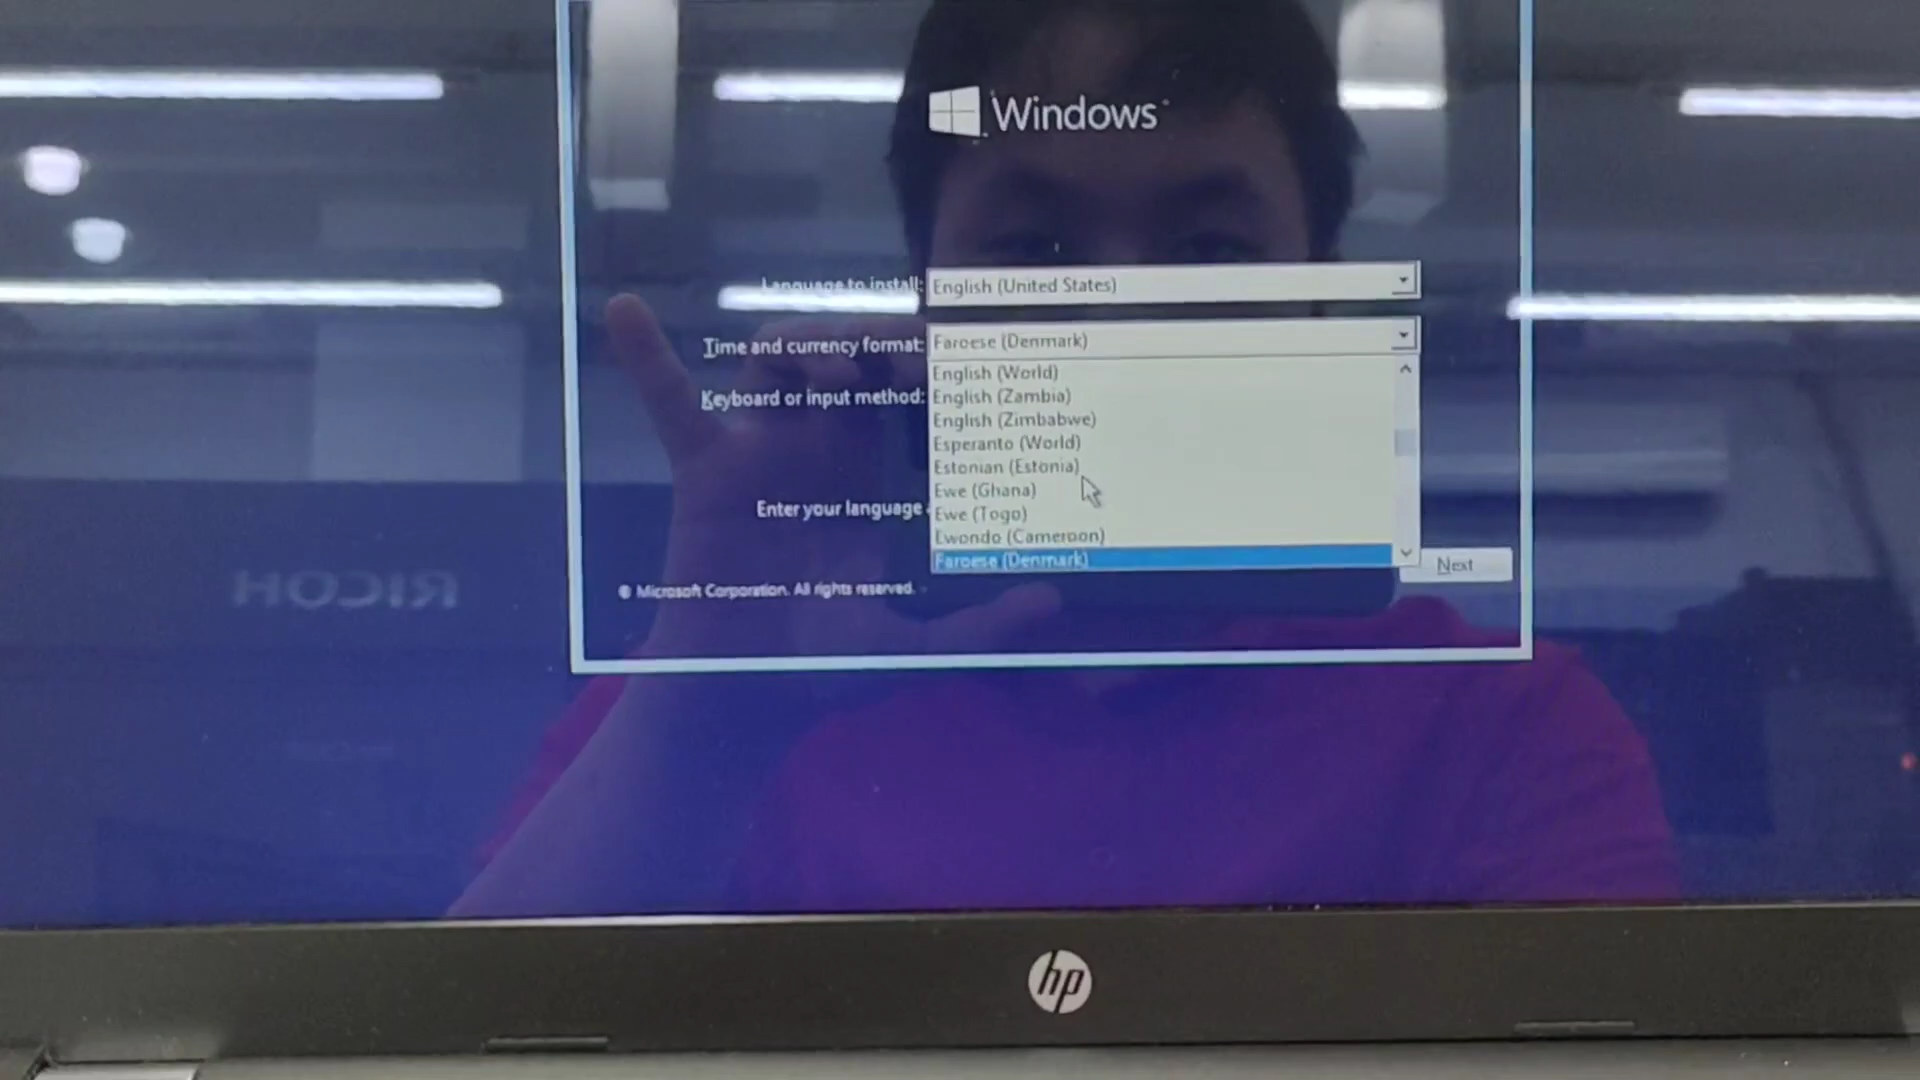 Windows
Language to install: English (United States)
Time and currency format: Faroese (Denmark)
English (World)
Keyboard or input method: English (Zambia)
English (Zimbabwe)
Esperanto (World)
Estonian (Estonia)
Ewe (Ghana)
Enter your language Ewe (Togo)
Ewondo (Cameroon)
Faroese (Denmark)
Next
© Microsoft Corporation. All rights reserved.
RICOH
hp